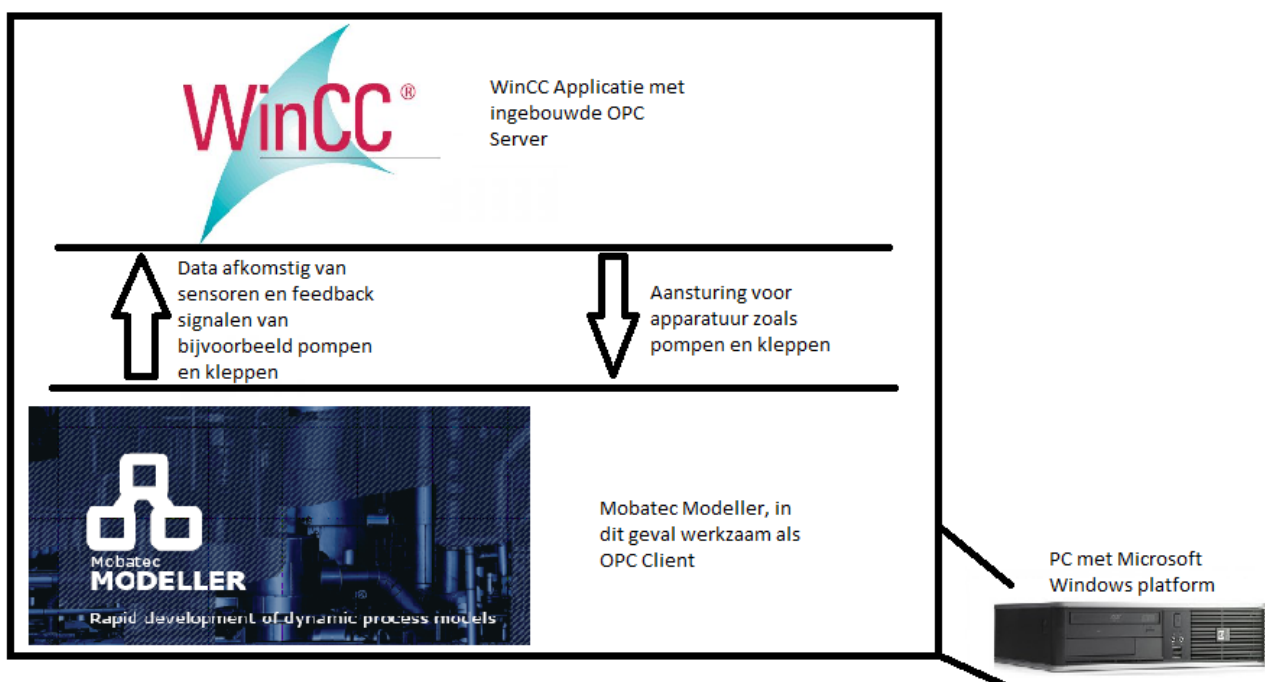 WinCC®
WinCC Applicatie met
ingebouwde OPC
Server
Data afkomstig van
sensoren en feedback
signalen van
bijvoorbeeld pompen
en kleppen
Aansturing voor
apparatuur zoals
pompen en kleppen
Mobatec
MODELLER
Rapid development of dynamic process models
Mobatec Modeller, in
dit geval werkzaam als
OPC Client
PC met Microsoft
Windows platform